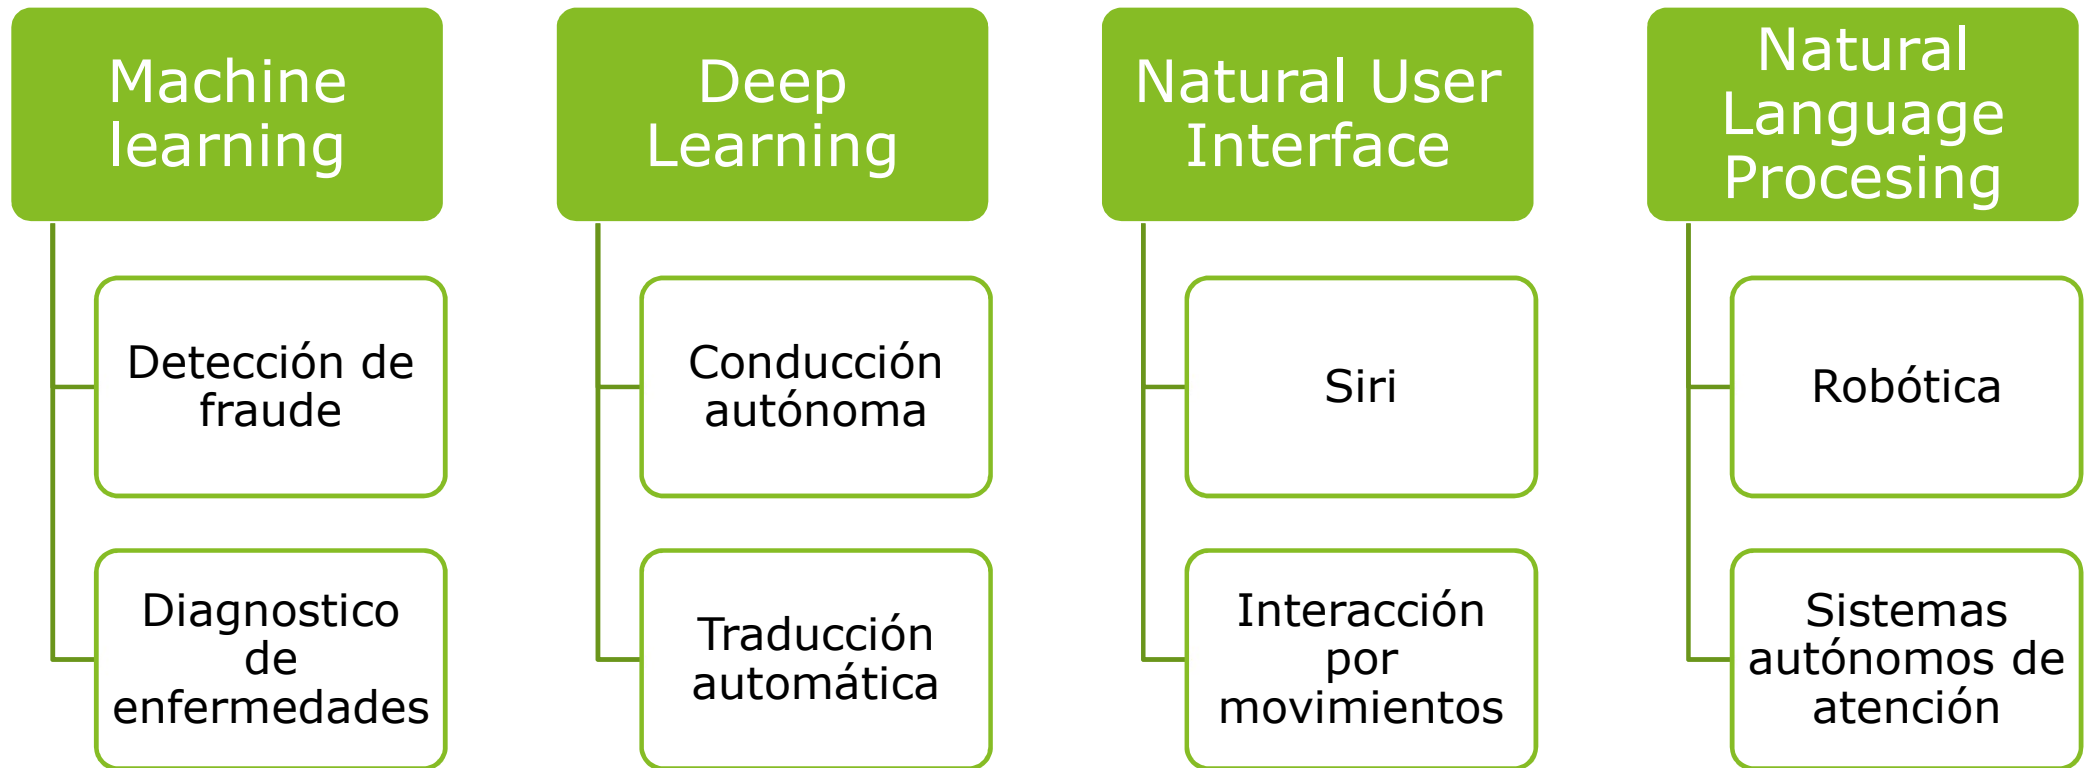 Machine
learning
Detección de
fraude
Diagnostico
de
enfermedades
Deep
Learning
Conducción
autónoma
Traducción
automática
Natural User
Interface
Siri
Interacción
por
movimientos
Natural
Language
Procesing
Robótica
Sistemas
autónomos de
atención